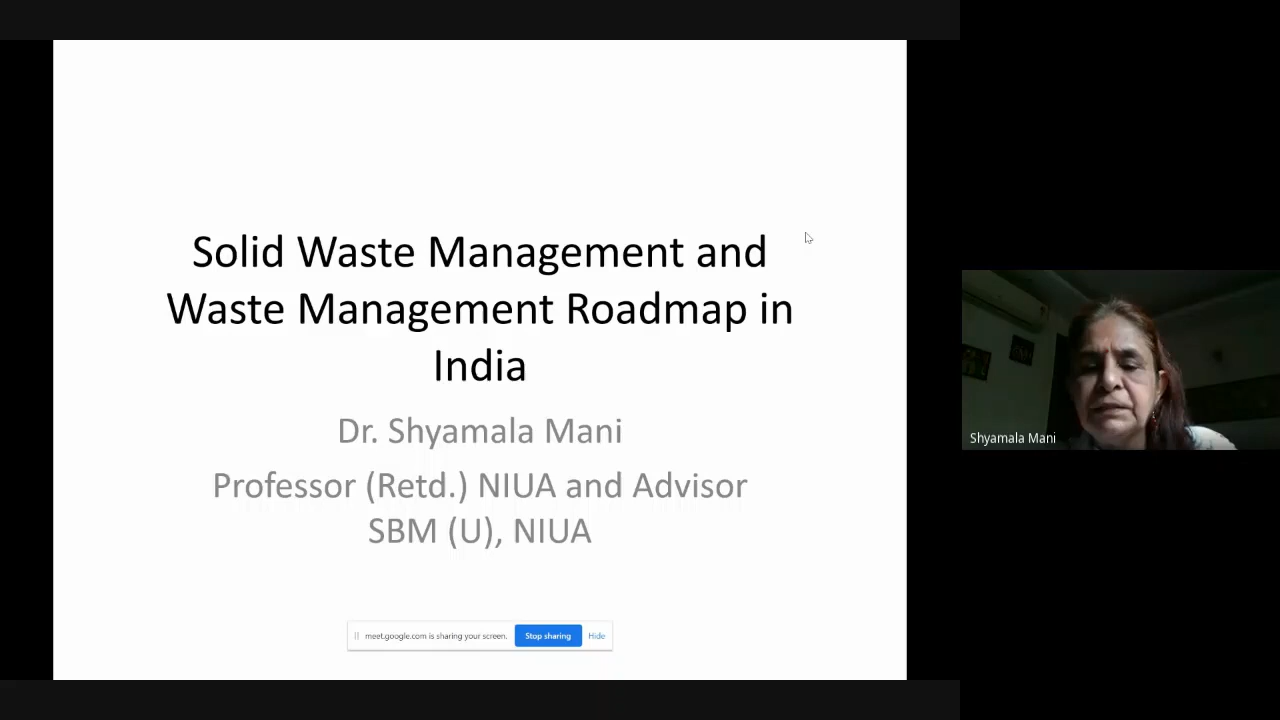 Solid Waste Management and
Waste Management Roadmap in
India
Dr. Shyamala Mani
Professor (Retd.) NIUA and Advisor
SBM (U), NIUA
meet.google.com is sharing your screen.
Stop sharing
Hide
Shyamala Mani